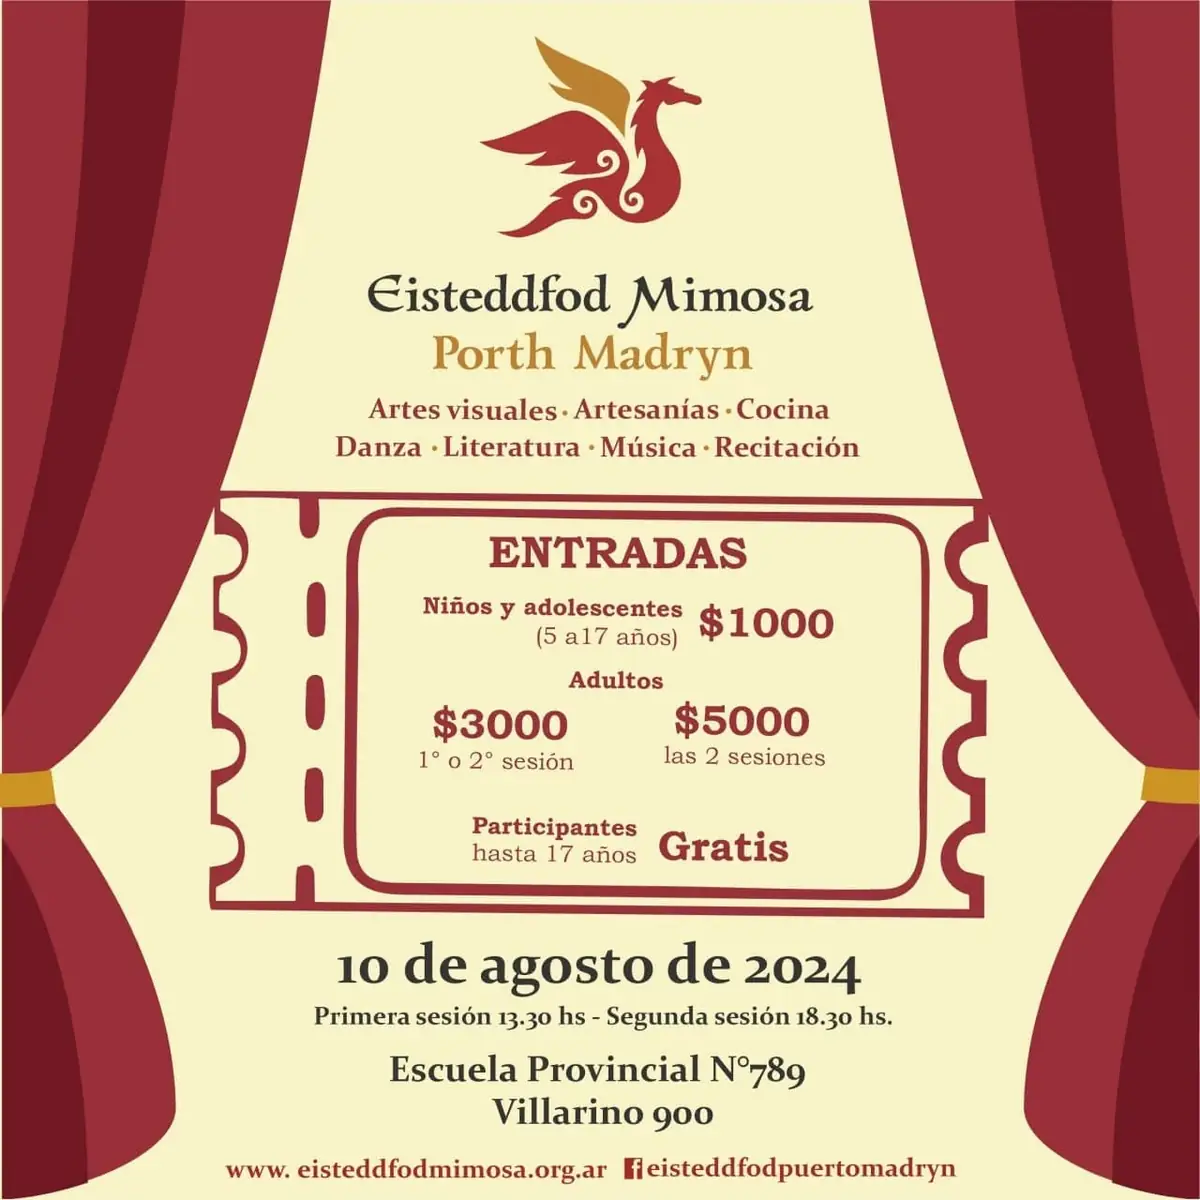 Eisteddfod Mimosa
Porth Madryn
Artes visuales · Artesanías · Cocina
Danza · Literatura · Música · Recitación
ENTRADAS
Niños y adolescentes $1000
(5 a17 años)
Adultos
$3000 $5000
1° o 2° sesión las 2 sesiones
Participantes Gratis
hasta 17 años
10 de agosto de 2024
Primera sesión 13.30 hs - Segunda sesión 18.30 hs.
Escuela Provincial N°789
Villarino 900
www. eisteddfodmimosa.org.ar f eisteddfodpuertomadryn